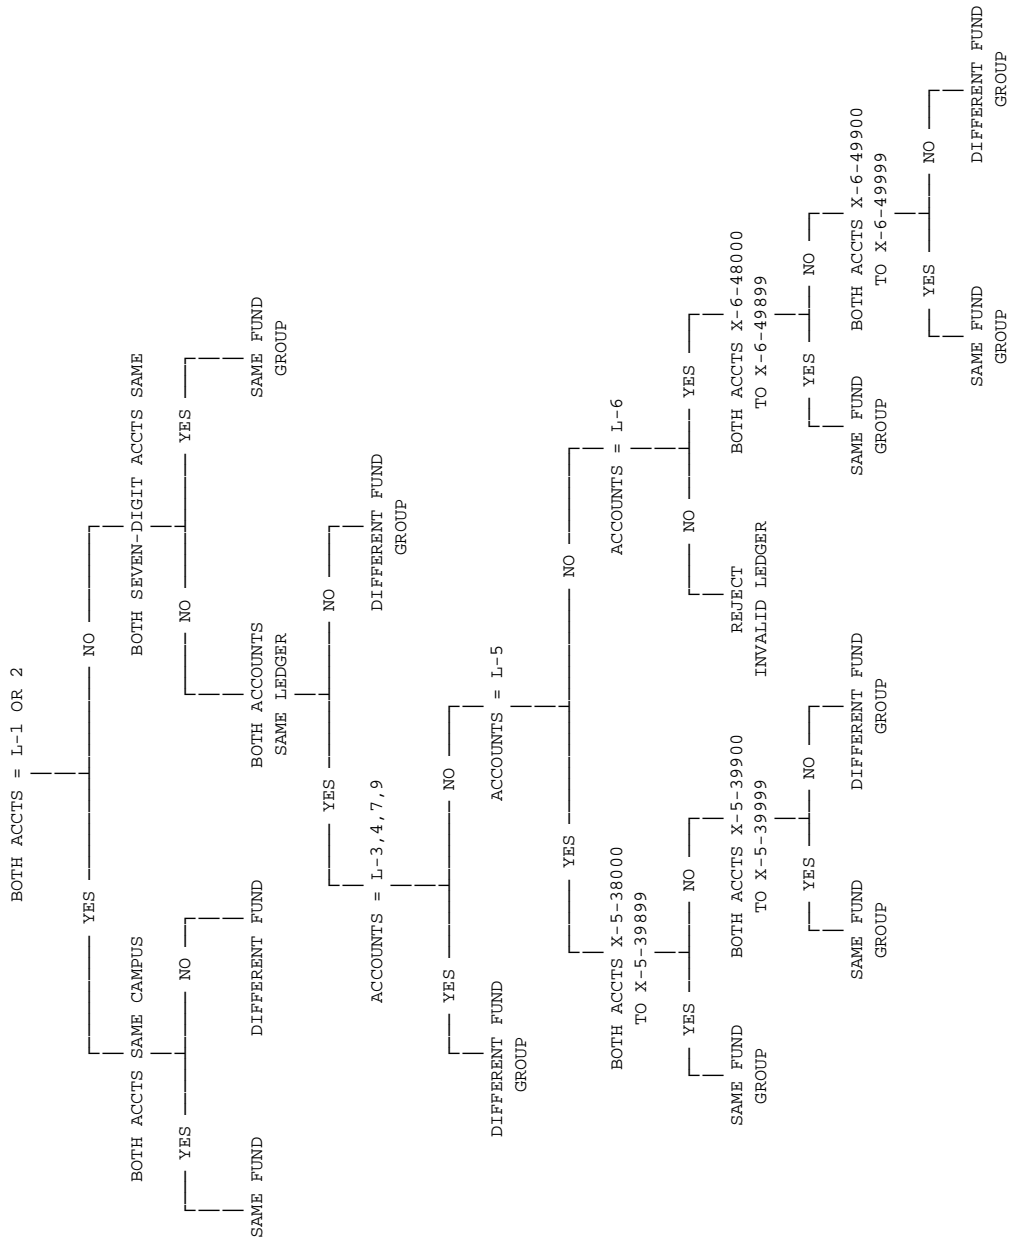 BOTH ACCTS = L-1 OR 2
YES
NO
BOTH ACCTS SAME CAMPUS
BOTH SEVEN-DIGIT ACCTS SAME
YES
NO
NO
YES
SAME FUND
DIFFERENT FUND
BOTH ACCOUNTS
SAME LEDGER
SAME FUND
GROUP
YES
NO
ACCOUNTS = L-3,4,7,9
DIFFERENT FUND
GROUP
YES
NO
DIFFERENT FUND
GROUP
ACCOUNTS = L-5
YES
NO
BOTH ACCTS X-5-38000
TO X-5-39899
ACCOUNTS = L-6
YES
NO
NO
YES
SAME FUND
GROUP
BOTH ACCTS X-5-39900
TO X-5-39999
REJECT
INVALID LEDGER
BOTH ACCTS X-6-48000
TO X-6-49899
YES
NO
YES
NO
SAME FUND
GROUP
DIFFERENT FUND
GROUP
SAME FUND
GROUP
BOTH ACCTS X-6-49900
TO X-6-49999
YES
NO
SAME FUND
GROUP
DIFFERENT FUND
GROUP